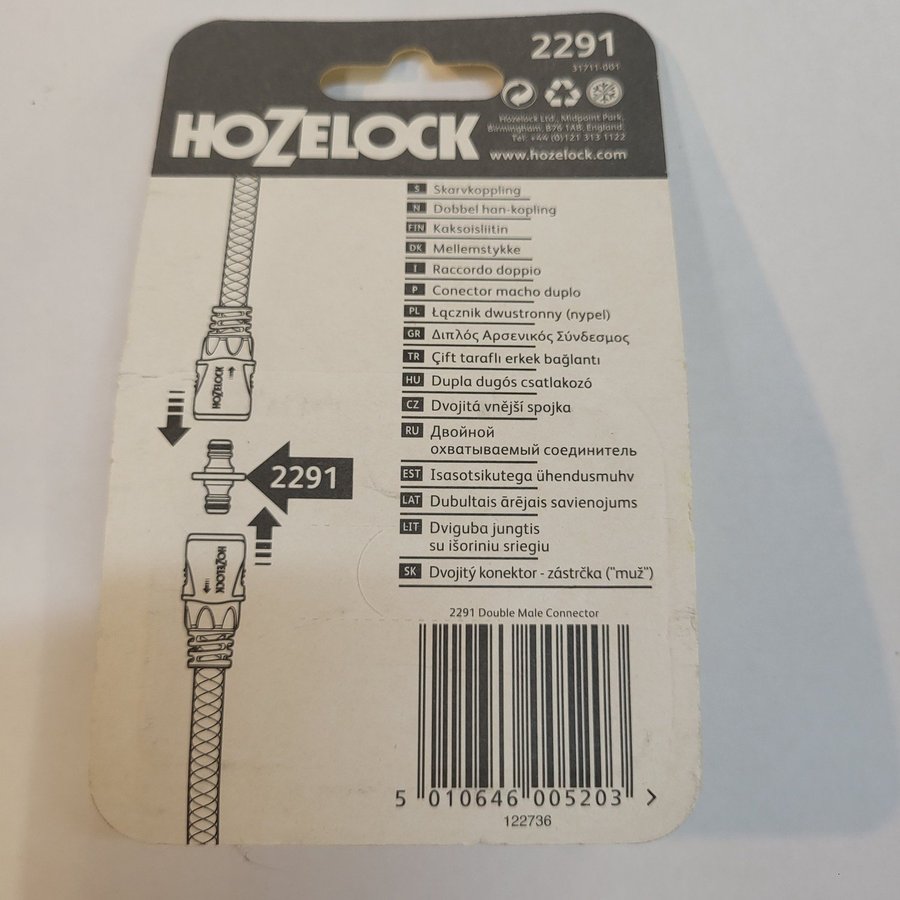 2291
31711-001
HOZELOCK
Hozelock Ltd., Midpoint Park,
Birmingham, B76 1AB, England.
Tel: +44 (0)121 313 1122
www.hozelock.com
S Skarvkoppling
N Dobbel han-kopling
FIN Kaksoisliitin
DK Mellemstykke
I Raccordo doppio
P Conector macho duplo
PL Łącznik dwustronny (nypel)
GR Διπλός Αρσενικός Σύνδεσμος
TR Çift taraflı erkek bağlantı
HU Dupla dugós csatlakozó
CZ Dvojitá vnější spojka
RU Двойной
охватываемый соединитель
EST Isasotsikutega ühendusmuhv
LAT Dubultais ārējais savienojums
LIT Dviguba jungtis
su išoriniu sriegiu
SK Dvojitý konektor - zástrčka ("muž")
HOZELOCK
2291
HOZELOCK
2291 Double Male Connector
5 010646 005203 >
122736